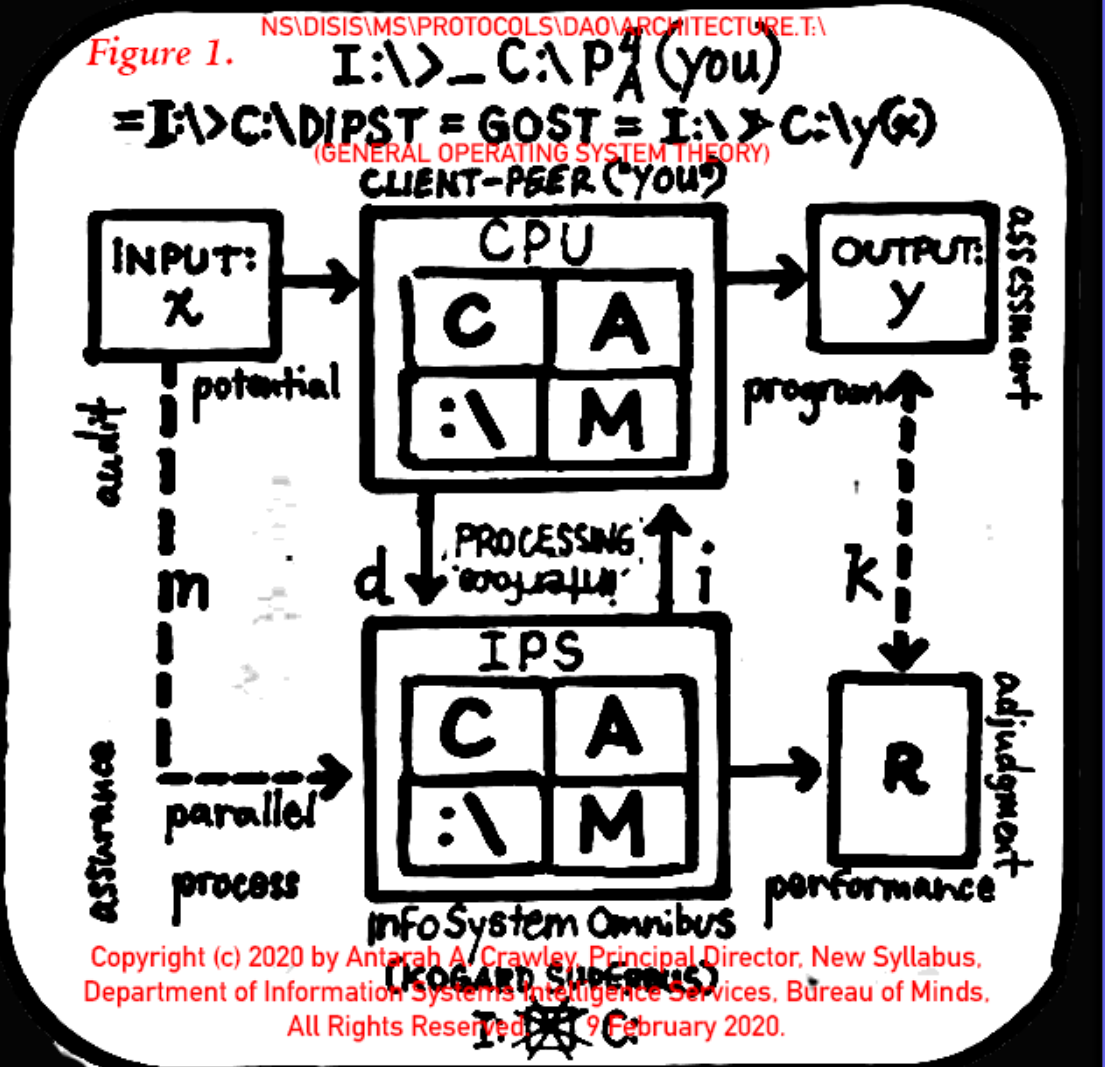 NS\DISIS\MS\PROTOCOLS\DAO\ARCHITECTURE.T:\
Figure 1.
I:\>_ C:\P⁴A (you)
=I:\>C:\DIPST = GOST = I:\>C:\y(x)
(GENERAL OPERATING SYSTEM THEORY)
CLIENT-PEER ("YOU")
INPUT:
x
CPU
C A
:\ M
OUTPUT:
y
assessment
potential
program
audit
m
d
PROCESSING
interface
i
k
IPS
C A
:\ M
R
adjudgment
assurance
parallel
process
performance
InfoSystem Omnibus
Copyright (c) 2020 by Antarah A. Crawley, Principal Director, New Syllabus,
(KOGARD SUPERBUS)
Department of Information Systems Intelligence Services, Bureau of Minds,
All Rights Reserved. 9 February 2020.
I: C: